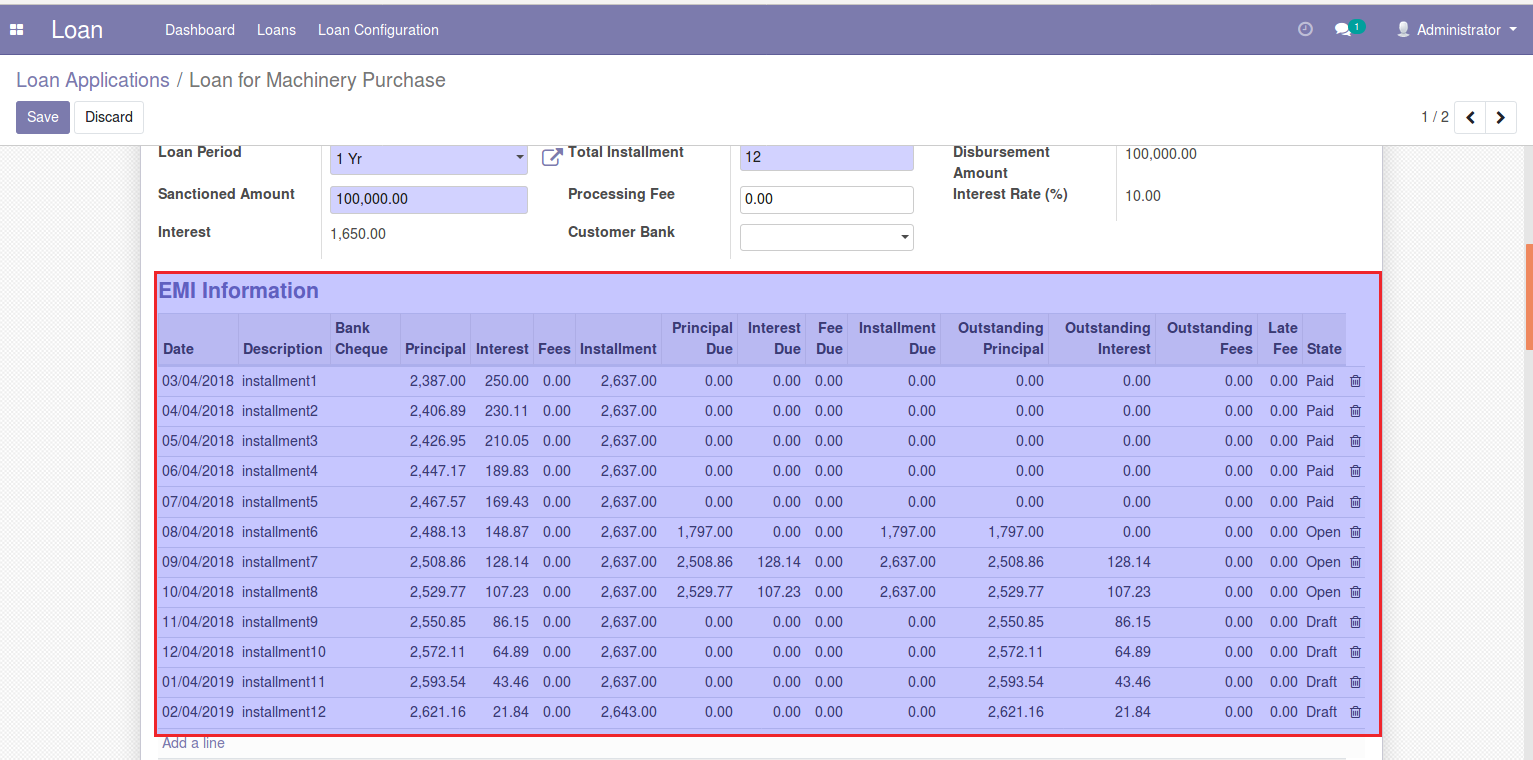 Loan Dashboard Loans Loan Configuration 1 Administrator
Loan Applications / Loan for Machinery Purchase
Save Discard 1 / 2
Loan Period 1 Yr Total Installment 12 Disbursement Amount 100,000.00
Sanctioned Amount 100,000.00 Processing Fee 0.00 Interest Rate (%) 10.00
Interest 1,650.00 Customer Bank
EMI Information
Date Description Bank Cheque Principal Interest Fees Installment Principal Due Interest Due Fee Due Installment Due Outstanding Principal Outstanding Interest Outstanding Fees Late Fee State
03/04/2018 installment1 2,387.00 250.00 0.00 2,637.00 0.00 0.00 0.00 0.00 0.00 0.00 0.00 0.00 Paid
04/04/2018 installment2 2,406.89 230.11 0.00 2,637.00 0.00 0.00 0.00 0.00 0.00 0.00 0.00 0.00 Paid
05/04/2018 installment3 2,426.95 210.05 0.00 2,637.00 0.00 0.00 0.00 0.00 0.00 0.00 0.00 0.00 Paid
06/04/2018 installment4 2,447.17 189.83 0.00 2,637.00 0.00 0.00 0.00 0.00 0.00 0.00 0.00 0.00 Paid
07/04/2018 installment5 2,467.57 169.43 0.00 2,637.00 0.00 0.00 0.00 0.00 0.00 0.00 0.00 0.00 Paid
08/04/2018 installment6 2,488.13 148.87 0.00 2,637.00 1,797.00 0.00 0.00 1,797.00 1,797.00 0.00 0.00 0.00 Open
09/04/2018 installment7 2,508.86 128.14 0.00 2,637.00 2,508.86 128.14 0.00 2,637.00 2,508.86 128.14 0.00 0.00 Open
10/04/2018 installment8 2,529.77 107.23 0.00 2,637.00 2,529.77 107.23 0.00 2,637.00 2,529.77 107.23 0.00 0.00 Open
11/04/2018 installment9 2,550.85 86.15 0.00 2,637.00 0.00 0.00 0.00 0.00 2,550.85 86.15 0.00 0.00 Draft
12/04/2018 installment10 2,572.11 64.89 0.00 2,637.00 0.00 0.00 0.00 0.00 2,572.11 64.89 0.00 0.00 Draft
01/04/2019 installment11 2,593.54 43.46 0.00 2,637.00 0.00 0.00 0.00 0.00 2,593.54 43.46 0.00 0.00 Draft
02/04/2019 installment12 2,621.16 21.84 0.00 2,643.00 0.00 0.00 0.00 0.00 2,621.16 21.84 0.00 0.00 Draft
Add a line